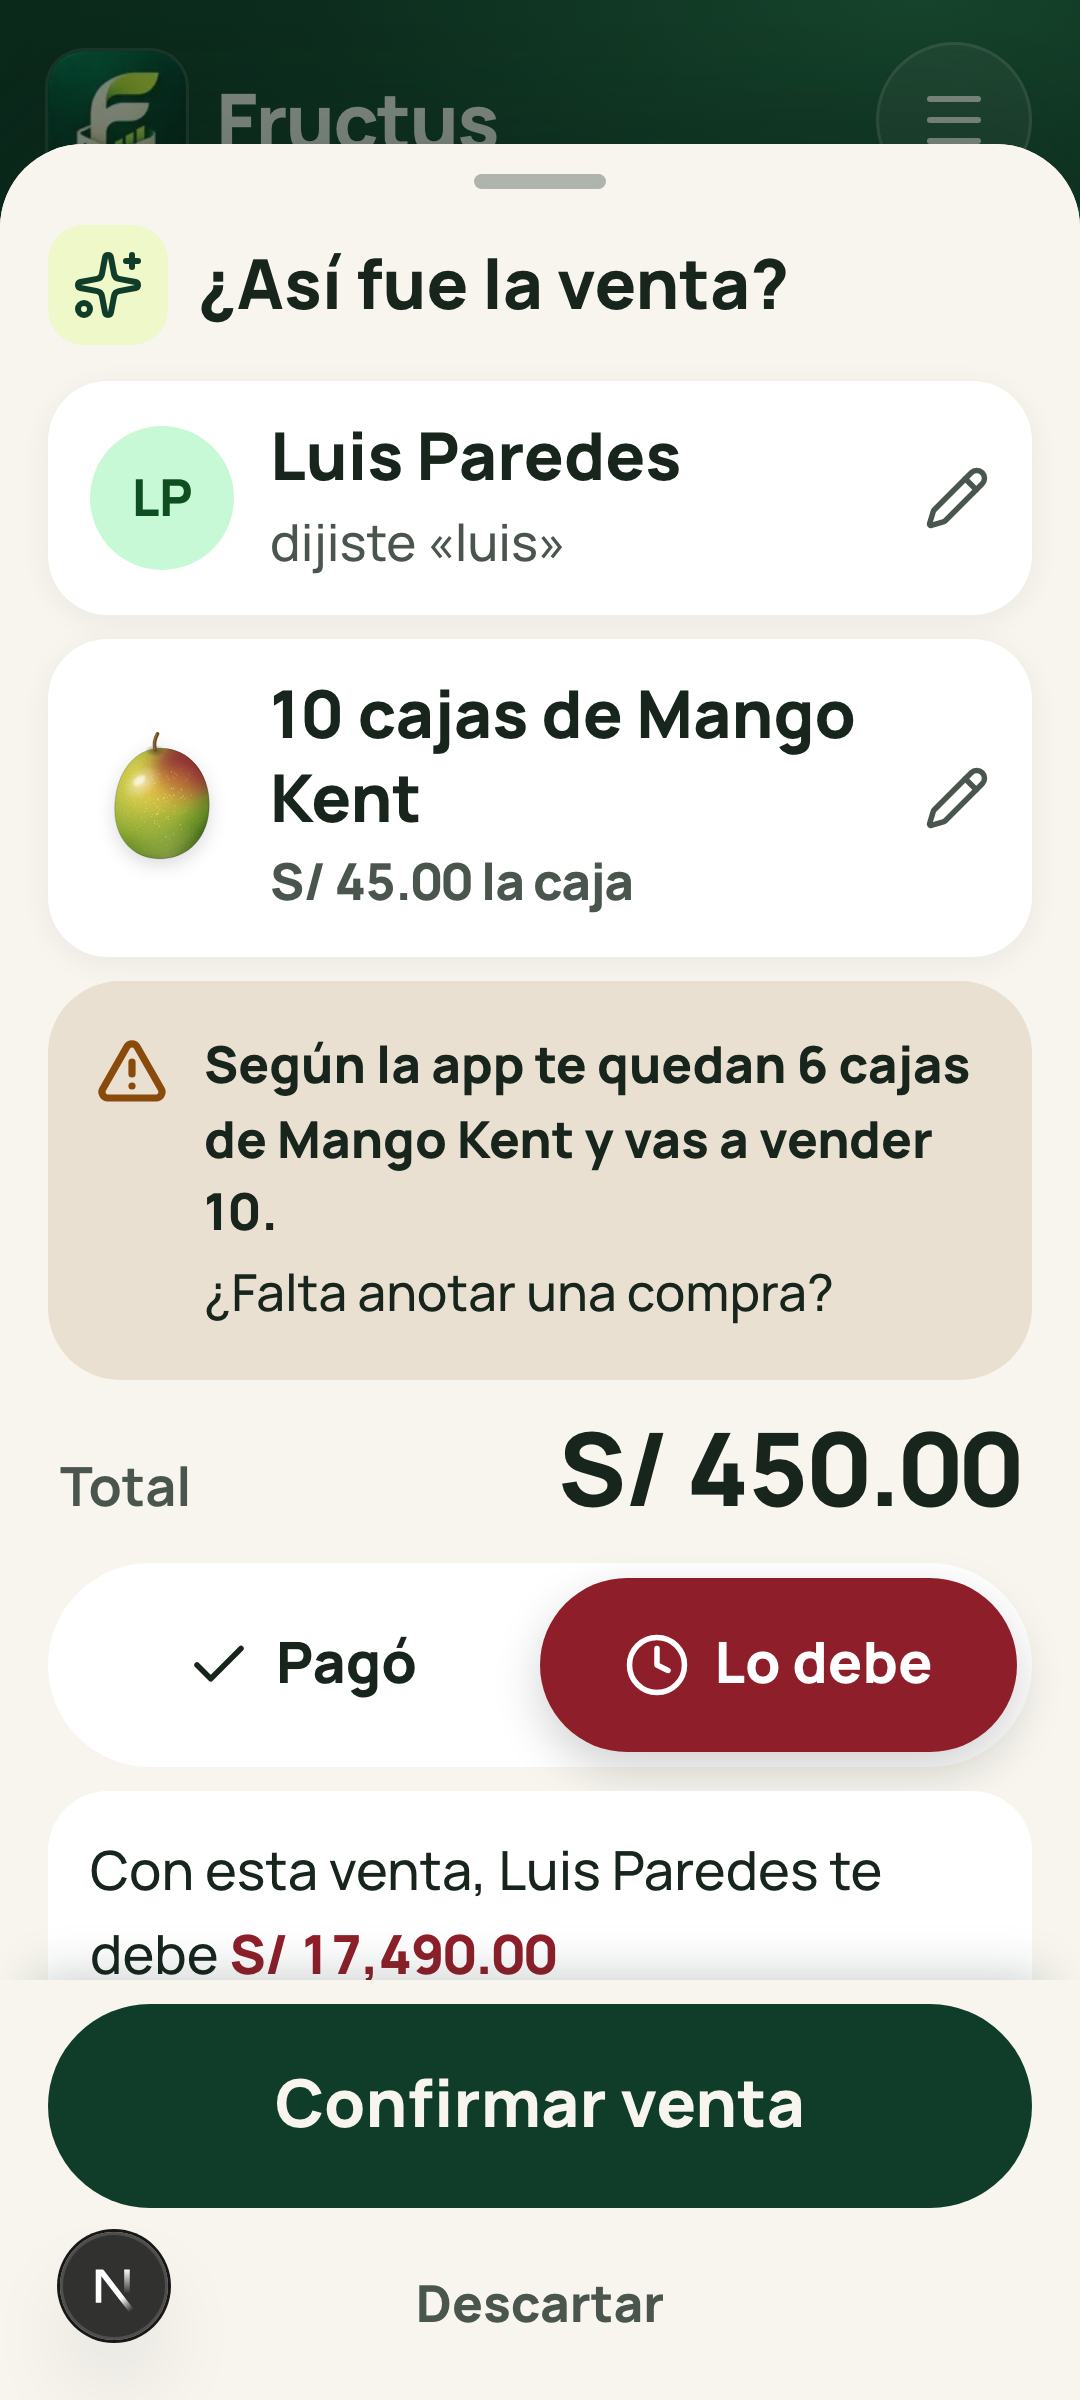 Fructus
¿Así fue la venta?
LP
Luis Paredes
dijiste «luis»
10 cajas de Mango
Kent
S/ 45.00 la caja
Según la app te quedan 6 cajas
de Mango Kent y vas a vender
10.
¿Falta anotar una compra?
Total
S/ 450.00
Pagó
Lo debe
Con esta venta, Luis Paredes te
debe S/ 17,490.00
Confirmar venta
N
Descartar